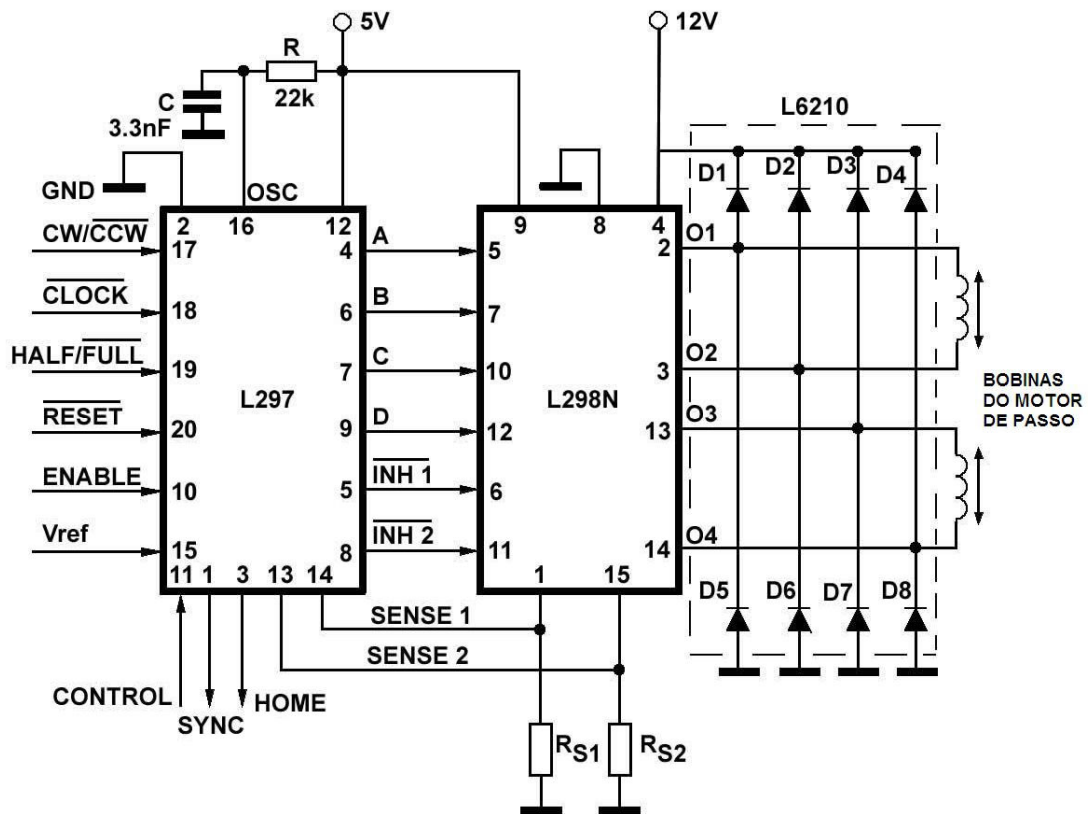 5V
12V
R
22k
C
3.3nF
L6210
GND
OSC
D1
D2
D3
D4
2
16
12
9
8
4
CW/CCW
17
4
A
5
2
O1
CLOCK
18
6
B
7
HALF/FULL
19
7
C
10
3
O2
L297
L298N
BOBINAS
DO MOTOR
DE PASSO
RESET
20
9
D
12
13
O3
ENABLE
10
5
INH 1
6
Vref
15
8
INH 2
11
14
O4
11
1
3
13
14
1
15
D5
D6
D7
D8
SENSE 1
SENSE 2
CONTROL
SYNC
HOME
RS1
RS2